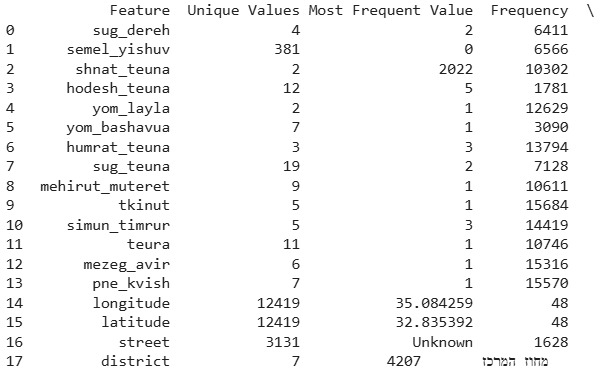 Feature Unique Values Most Frequent Value Frequency \
0 sug_dereh 4 2 6411
1 semel_yishuv 381 0 6566
2 shnat_teuna 2 2022 10302
3 hodesh_teuna 12 5 1781
4 yom_layla 2 1 12629
5 yom_bashavua 7 1 3090
6 humrat_teuna 3 3 13794
7 sug_teuna 19 2 7128
8 mehirut_muteret 9 1 10611
9 tkinut 5 1 15684
10 simun_timrur 5 3 14419
11 teura 11 1 10746
12 mezeg_avir 6 1 15316
13 pne_kvish 7 1 15570
14 longitude 12419 35.084259 48
15 latitude 12419 32.835392 48
16 street 3131 Unknown 1628
17 district 7 4207 מחוז המרכז